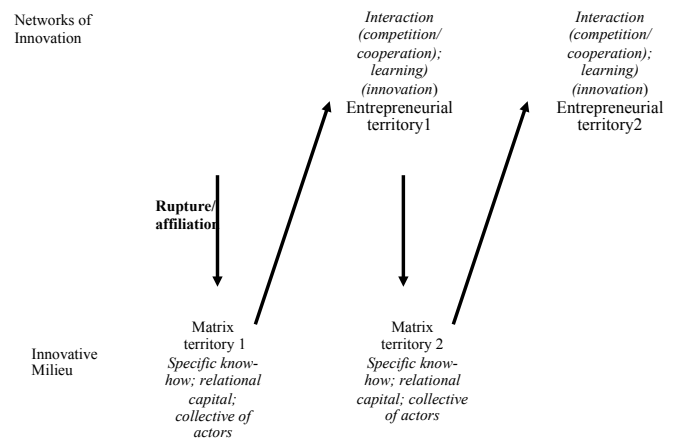 Networks of
Innovation
Interaction
(competition/
cooperation);
learning)
(innovation)
Entrepreneurial
territory1
Interaction
(competition/
cooperation);
learning)
(innovation)
Entrepreneurial
territory2
Rupture/
affiliation
Innovative
Milieu
Matrix
territory 1
Specific know-
how; relational
capital;
collective of
actors
Matrix
territory 2
Specific know-
how; relational
capital; collective
of actors